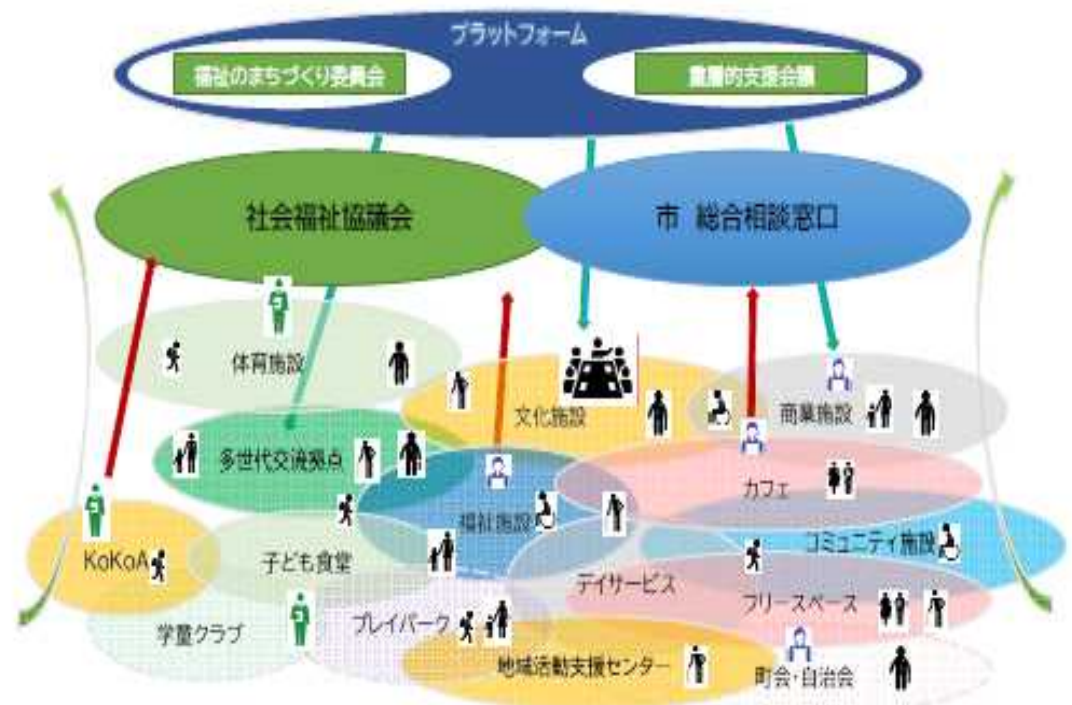 プラットフォーム
福祉のまちづくり委員会
重層的支援会議
社会福祉協議会
市 総合相談窓口
体育施設
文化施設
商業施設
多世代交流拠点
カフェ
福祉施設
コミュニティ施設
KoKoA
子ども食堂
デイサービス
フリースペース
学童クラブ
プレイパーク
地域活動支援センター
町会・自治会